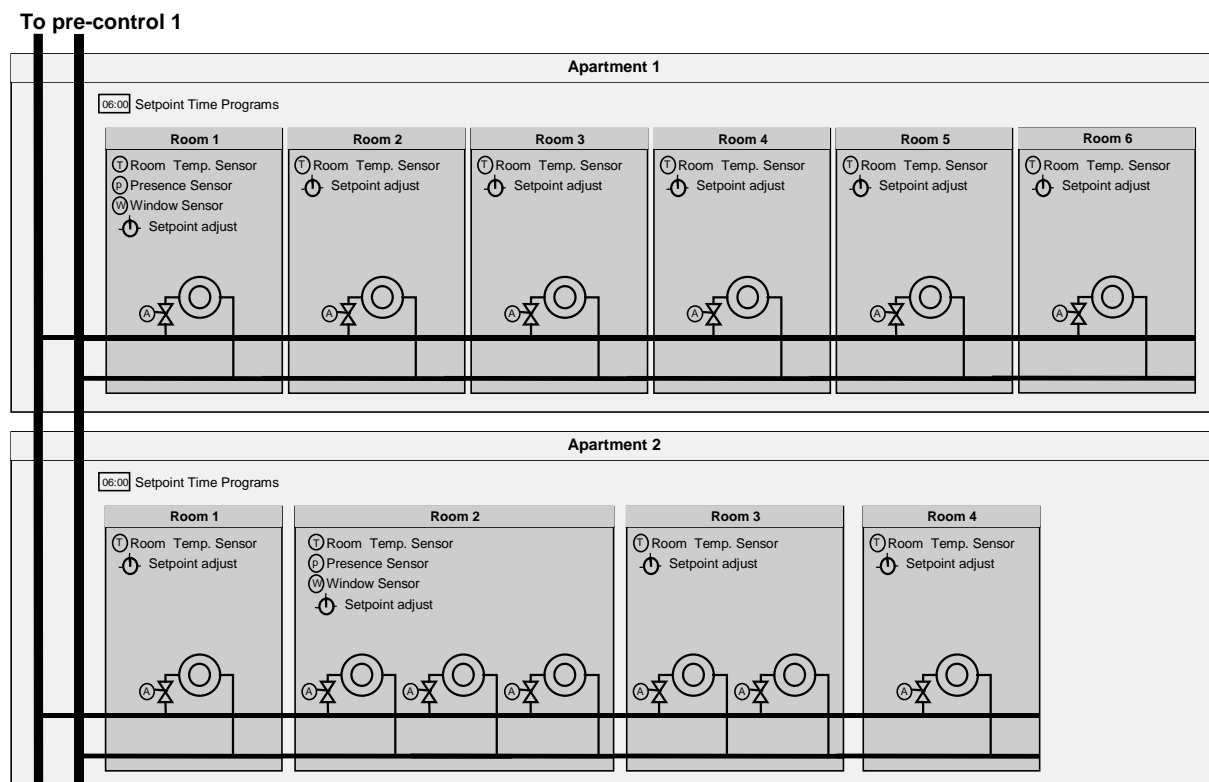 To pre-control 1
Apartment 1
06:00 Setpoint Time Programs
Room 1
T Room Temp. Sensor
P Presence Sensor
W Window Sensor
Setpoint adjust
A
Room 2
T Room Temp. Sensor
Setpoint adjust
A
Room 3
T Room Temp. Sensor
Setpoint adjust
A
Room 4
T Room Temp. Sensor
Setpoint adjust
A
Room 5
T Room Temp. Sensor
Setpoint adjust
A
Room 6
T Room Temp. Sensor
Setpoint adjust
A
Apartment 2
06:00 Setpoint Time Programs
Room 1
T Room Temp. Sensor
Setpoint adjust
A
Room 2
T Room Temp. Sensor
P Presence Sensor
W Window Sensor
Setpoint adjust
A A A
Room 3
T Room Temp. Sensor
Setpoint adjust
A A
Room 4
T Room Temp. Sensor
Setpoint adjust
A